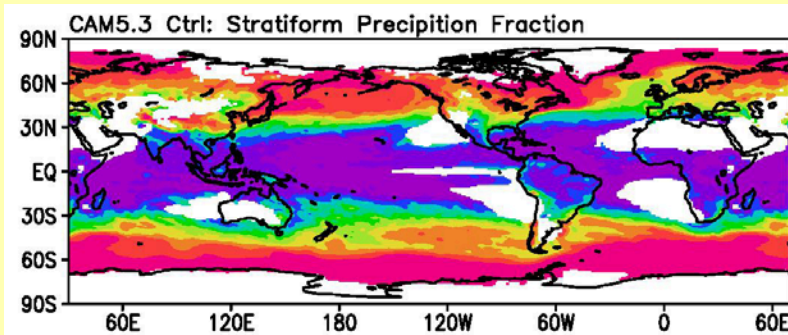 CAM5.3 Ctrl: Stratiform Precipition Fraction
90N
60N
30N
EQ
30S
60S
90S
60E 120E 180 120W 60W 0 60E